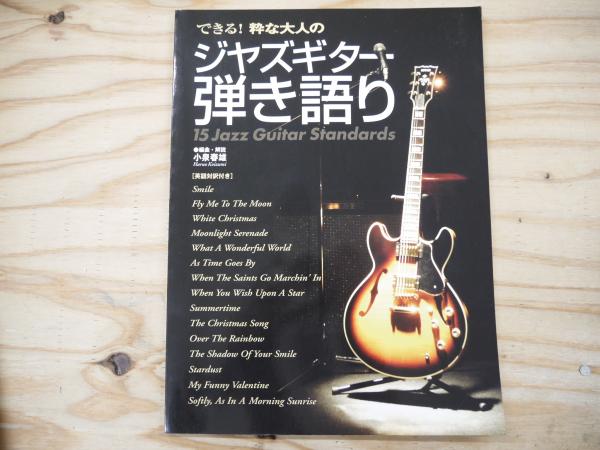 できる! 粋な大人の
ジャズギター
弾き語り
15 Jazz Guitar Standards
●編曲・解説
小泉春雄
Haruo Koizumi
[英語対訳付き]
Smile
Fly Me To The Moon
White Christmas
Moonlight Serenade
What A Wonderful World
As Time Goes By
When The Saints Go Marchin' In
When You Wish Upon A Star
Summertime
The Christmas Song
Over The Rainbow
The Shadow Of Your Smile
Stardust
My Funny Valentine
Softly, As In A Morning Sunrise